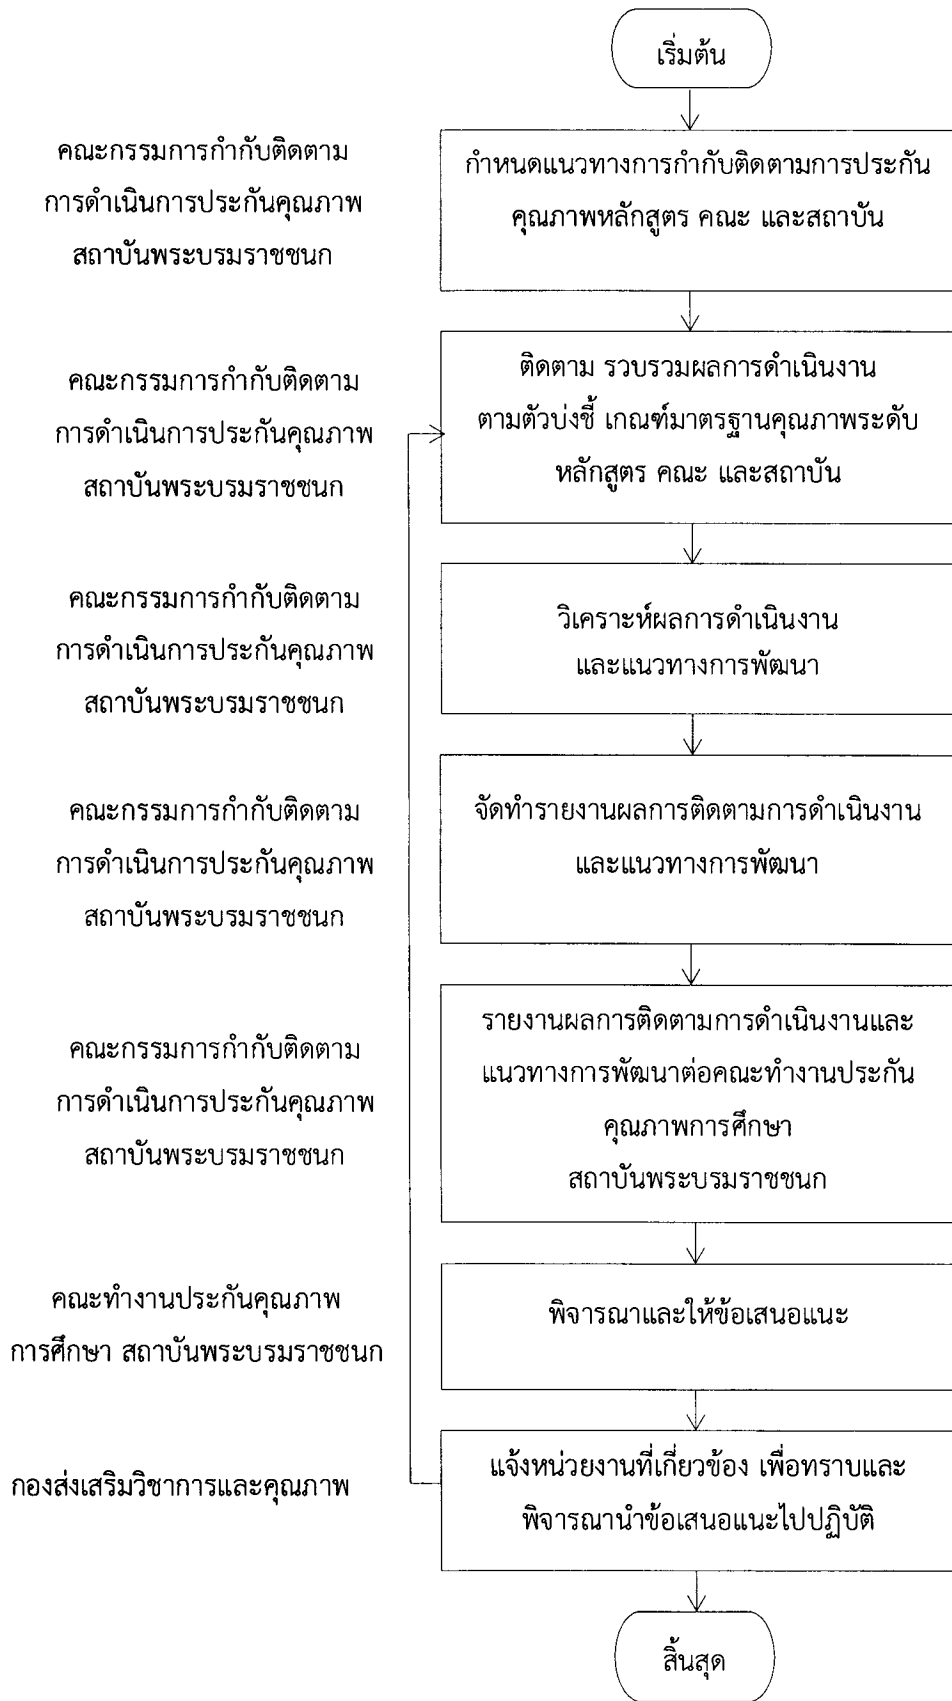 เริ่มต้น
คณะกรรมการกำกับติดตาม
การดำเนินการประกันคุณภาพ
สถาบันพระบรมราชชนก
กำหนดแนวทางการกำกับติดตามการประกัน
คุณภาพหลักสูตร คณะ และสถาบัน
คณะกรรมการกำกับติดตาม
การดำเนินการประกันคุณภาพ
สถาบันพระบรมราชชนก
ติดตาม รวบรวมผลการดำเนินงาน
ตามตัวบ่งชี้ เกณฑ์มาตรฐานคุณภาพระดับ
หลักสูตร คณะ และสถาบัน
คณะกรรมการกำกับติดตาม
การดำเนินการประกันคุณภาพ
สถาบันพระบรมราชชนก
วิเคราะห์ผลการดำเนินงาน
และแนวทางการพัฒนา
คณะกรรมการกำกับติดตาม
การดำเนินการประกันคุณภาพ
สถาบันพระบรมราชชนก
จัดทำรายงานผลการติดตามการดำเนินงาน
และแนวทางการพัฒนา
คณะกรรมการกำกับติดตาม
การดำเนินการประกันคุณภาพ
สถาบันพระบรมราชชนก
รายงานผลการติดตามการดำเนินงานและ
แนวทางการพัฒนาต่อคณะทำงานประกัน
คุณภาพการศึกษา
สถาบันพระบรมราชชนก
คณะทำงานประกันคุณภาพ
การศึกษา สถาบันพระบรมราชชนก
พิจารณาและให้ข้อเสนอแนะ
กองส่งเสริมวิชาการและคุณภาพ
แจ้งหน่วยงานที่เกี่ยวข้อง เพื่อทราบและ
พิจารณานำข้อเสนอแนะไปปฏิบัติ
สิ้นสุด